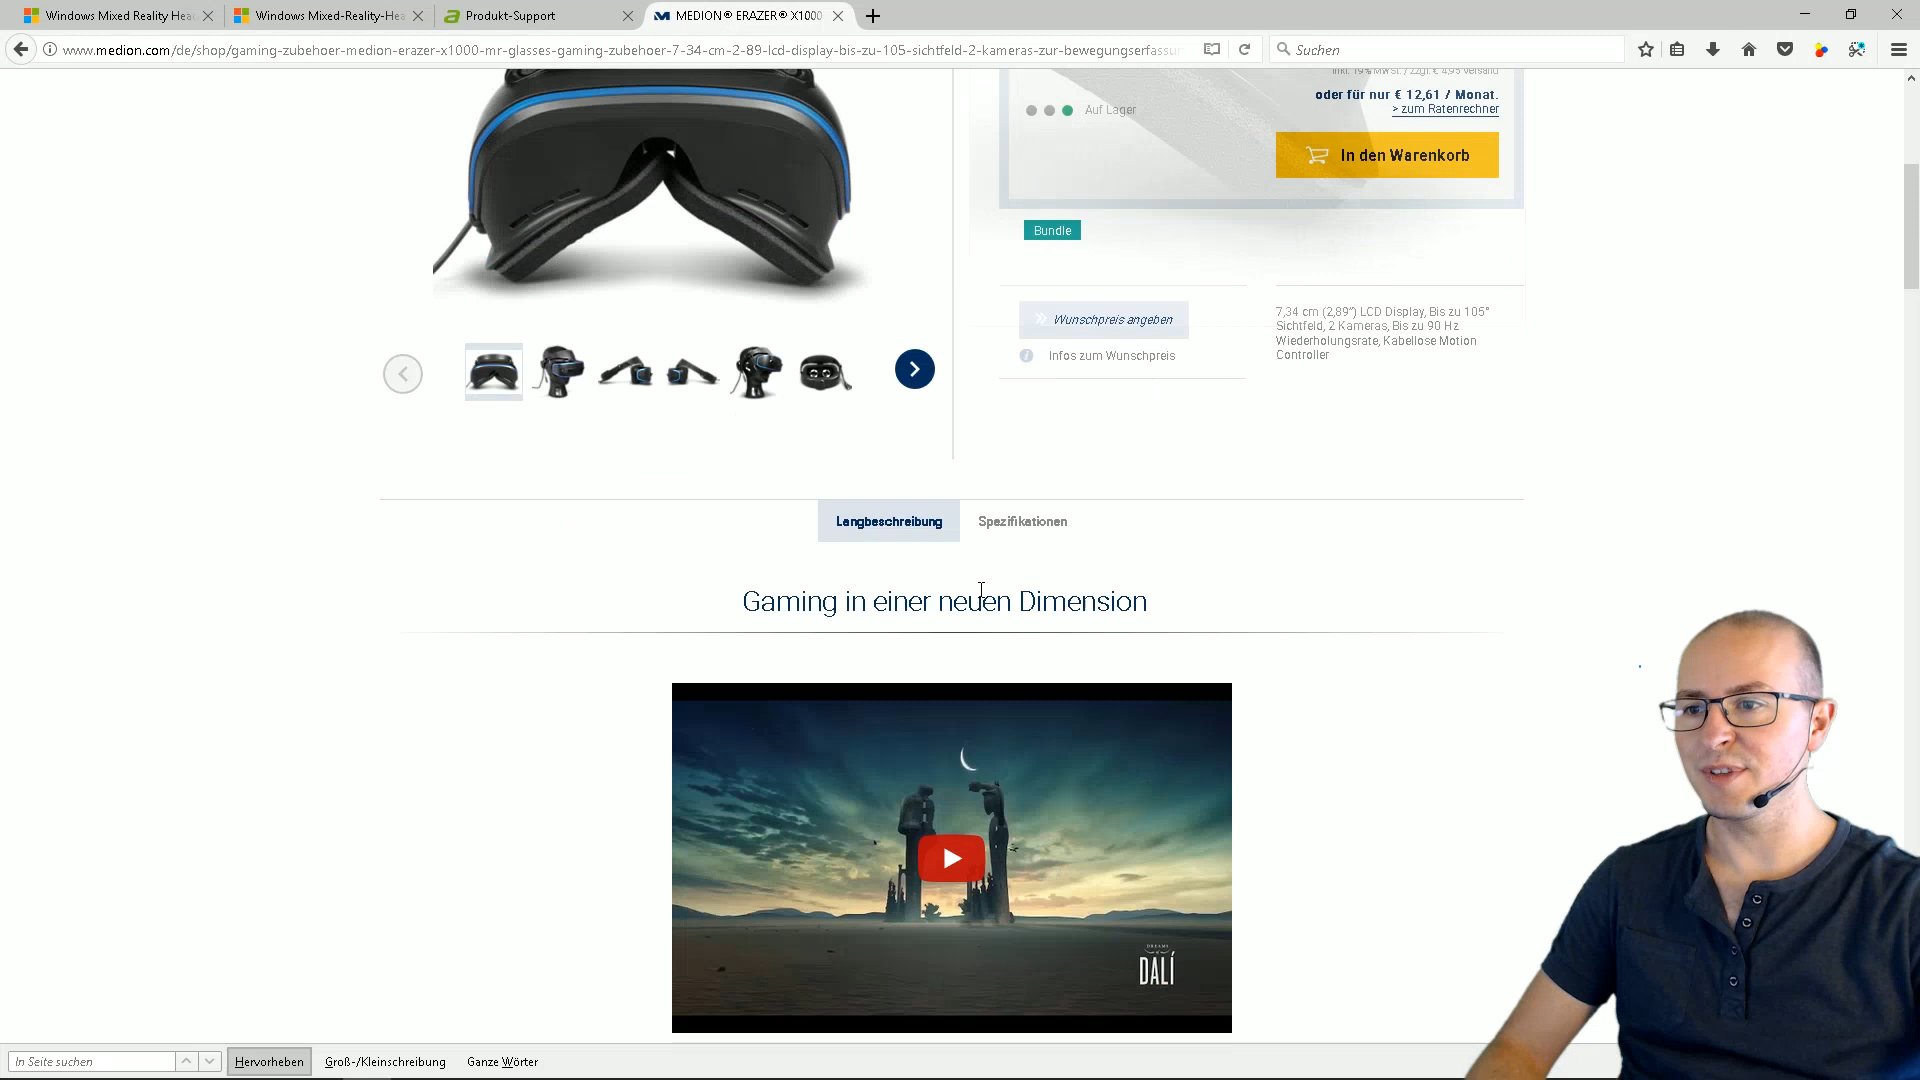 Windows Mixed Reality Hea
Windows Mixed-Reality-Hea
Produkt-Support
MEDION® ERAZER® X1000
www.medion.com/de/shop/gaming-zubehoer-medion-erazer-x1000-mr-glasses-gaming-zubehoer-7-34-cm-2-89-lcd-display-bis-zu-105-sichtfeld-2-kameras-zur-bewegungserfassu
Suchen
inkl. 19% MwSt. / zzgl. € 4,95 Versand
oder für nur € 12,61 / Monat.
> zum Ratenrechner
Auf Lager
In den Warenkorb
Bundle
Wunschpreis angeben
Infos zum Wunschpreis
7,34 cm (2,89") LCD Display, Bis zu 105°
Sichtfeld, 2 Kameras, Bis zu 90 Hz
Wiederholungsrate, Kabellose Motion
Controller
Langbeschreibung
Spezifikationen
Gaming in einer neuen Dimension
DREAMS
DALÍ
In Seite suchen
Hervorheben
Groß-/Kleinschreibung
Ganze Wörter